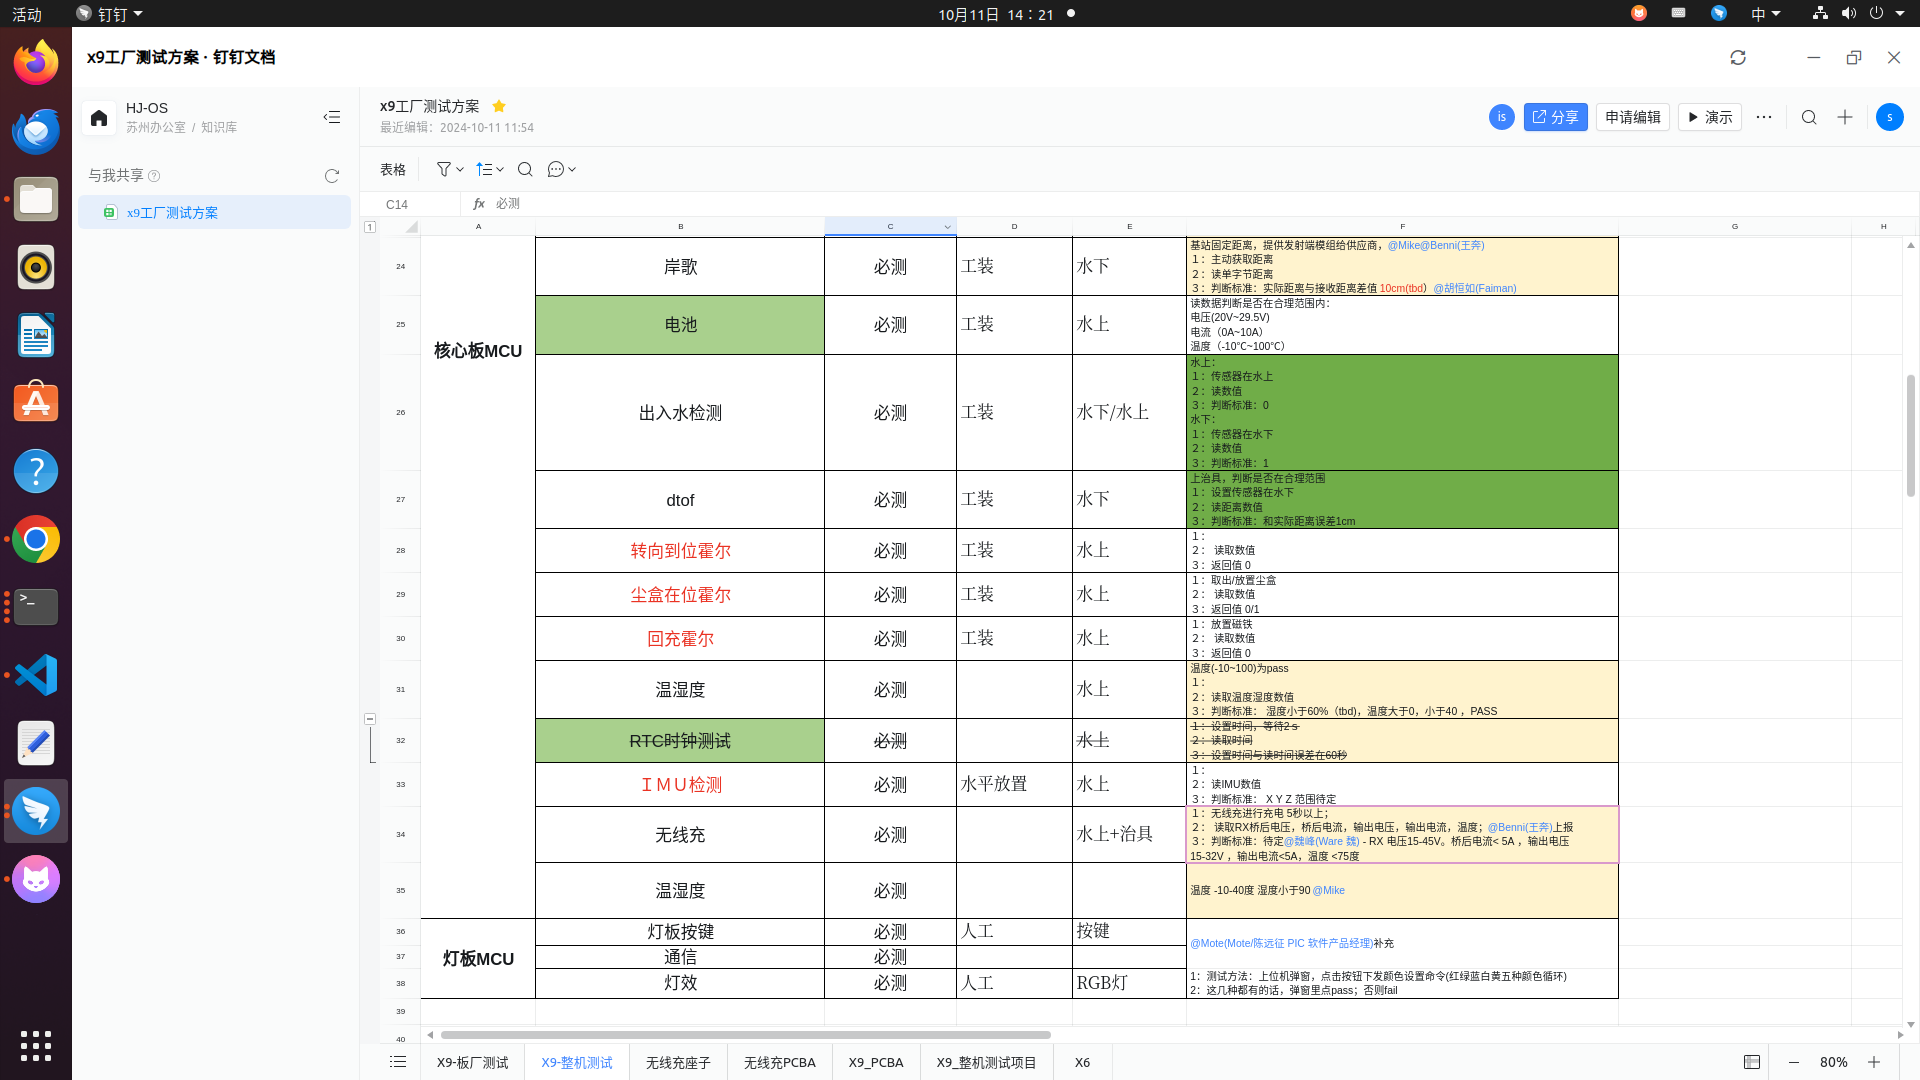 活动
钉钉
10月11日 14：21
中
x9工厂测试方案 · 钉钉文档
HJ-OS
苏州办公室 / 知识库
与我共享
x9工厂测试方案
x9工厂测试方案
最近编辑：2024-10-11 11:54
is
分享
申请编辑
演示
s
表格
C14
fx 必测
1
A B C D E F G H
24 岸歌 必测 工装 水下
基站固定距离，提供发射端模组给供应商，@Mike@Benni(王奔)
1：主动获取距离
2：读单字节距离
3：判断标准：实际距离与接收距离差值 10cm(tbd）@胡恒如(Faiman)
核心板MCU
25 电池 必测 工装 水上
读数据判断是否在合理范围内：
电压(20V~29.5V)
电流（0A~10A）
温度（-10℃~100℃）
26 出入水检测 必测 工装 水下/水上
水上：
1：传感器在水上
2：读数值
3：判断标准：0
水下：
1：传感器在水下
2：读数值
3：判断标准：1
27 dtof 必测 工装 水下
上治具，判断是否在合理范围
1：设置传感器在水下
2：读距离数值
3：判断标准：和实际距离误差1cm
28 转向到位霍尔 必测 工装 水上
1：
2： 读取数值
3：返回值 0
29 尘盒在位霍尔 必测 工装 水上
1：取出/放置尘盒
2： 读取数值
3：返回值 0/1
30 回充霍尔 必测 工装 水上
1：放置磁铁
2： 读取数值
3：返回值 0
31 温湿度 必测 水上
温度(-10~100)为pass
1：
2：读取温度湿度数值
3：判断标准： 湿度小于60%（tbd)，温度大于0，小于40 ，PASS
32 RTC时钟测试 必测 水上
1：设置时间，等待2 s
2：读取时间
3：设置时间与读时间误差在60秒
33 ＩＭＵ检测 必测 水平放置 水上
1：
2：读IMU数值
3：判断标准： X Y Z 范围待定
34 无线充 必测 水上+治具
1：无线充进行充电 5秒以上；
2： 读取RX桥后电压，桥后电流，输出电压，输出电流，温度；@Benni(王奔)上报
3：判断标准：待定@魏峰(Ware 魏) - RX 电压15-45V。桥后电流< 5A ，输出电压
15-32V ，输出电流<5A，温度 <75度
35 温湿度 必测
温度 -10-40度 湿度小于90 @Mike
灯板MCU
36 灯板按键 必测 人工 按键
@Mote(Mote/陈远征 PIC 软件产品经理)补充
37 通信 必测
38 灯效 必测 人工 RGB灯
1：测试方法：上位机弹窗，点击按钮下发颜色设置命令(红绿蓝白黄五种颜色循环)
2：这几种都有的话，弹窗里点pass；否则fail
39
40
X9-板厂测试 X9-整机测试 无线充座子 无线充PCBA X9_PCBA X9_整机测试项目 X6
80%